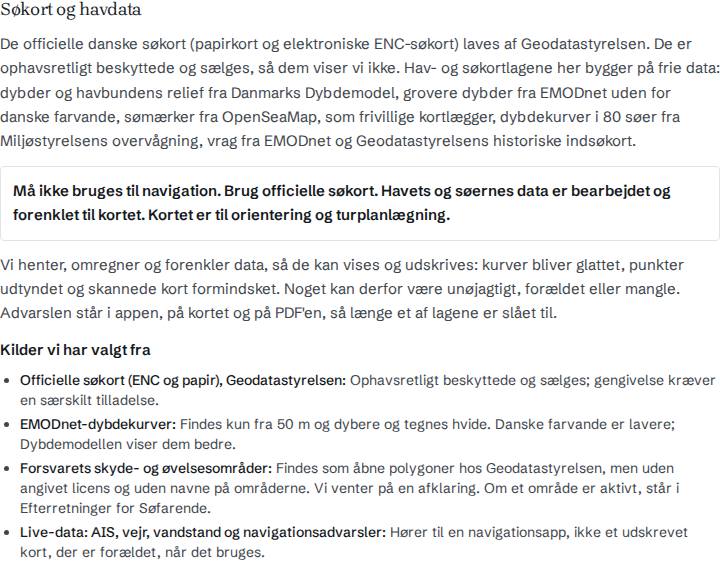 Søkort og havdata
De officielle danske søkort (papirkort og elektroniske ENC-søkort) laves af Geodatastyrelsen. De er
ophavsretligt beskyttede og sælges, så dem viser vi ikke. Hav- og søkortlagene her bygger på frie data:
dybder og havbundens relief fra Danmarks Dybdemodel, grovere dybder fra EMODnet uden for
danske farvande, sømærker fra OpenSeaMap, som frivillige kortlægger, dybdekurver i 80 søer fra
Miljøstyrelsens overvågning, vrag fra EMODnet og Geodatastyrelsens historiske indsøkort.
Må ikke bruges til navigation. Brug officielle søkort. Havets og søernes data er bearbejdet og
forenklet til kortet. Kortet er til orientering og turplanlægning.
Vi henter, omregner og forenkler data, så de kan vises og udskrives: kurver bliver glattet, punkter
udtyndet og skannede kort formindsket. Noget kan derfor være unøjagtigt, forældet eller mangle.
Advarslen står i appen, på kortet og på PDF'en, så længe et af lagene er slået til.
Kilder vi har valgt fra
• Officielle søkort (ENC og papir), Geodatastyrelsen: Ophavsretligt beskyttede og sælges; gengivelse kræver
en særskilt tilladelse.
• EMODnet-dybdekurver: Findes kun fra 50 m og dybere og tegnes hvide. Danske farvande er lavere;
Dybdemodellen viser dem bedre.
• Forsvarets skyde- og øvelsesområder: Findes som åbne polygoner hos Geodatastyrelsen, men uden
angivet licens og uden navne på områderne. Vi venter på en afklaring. Om et område er aktivt, står i
Efterretninger for Søfarende.
• Live-data: AIS, vejr, vandstand og navigationsadvarsler: Hører til en navigationsapp, ikke et udskrevet
kort, der er forældet, når det bruges.